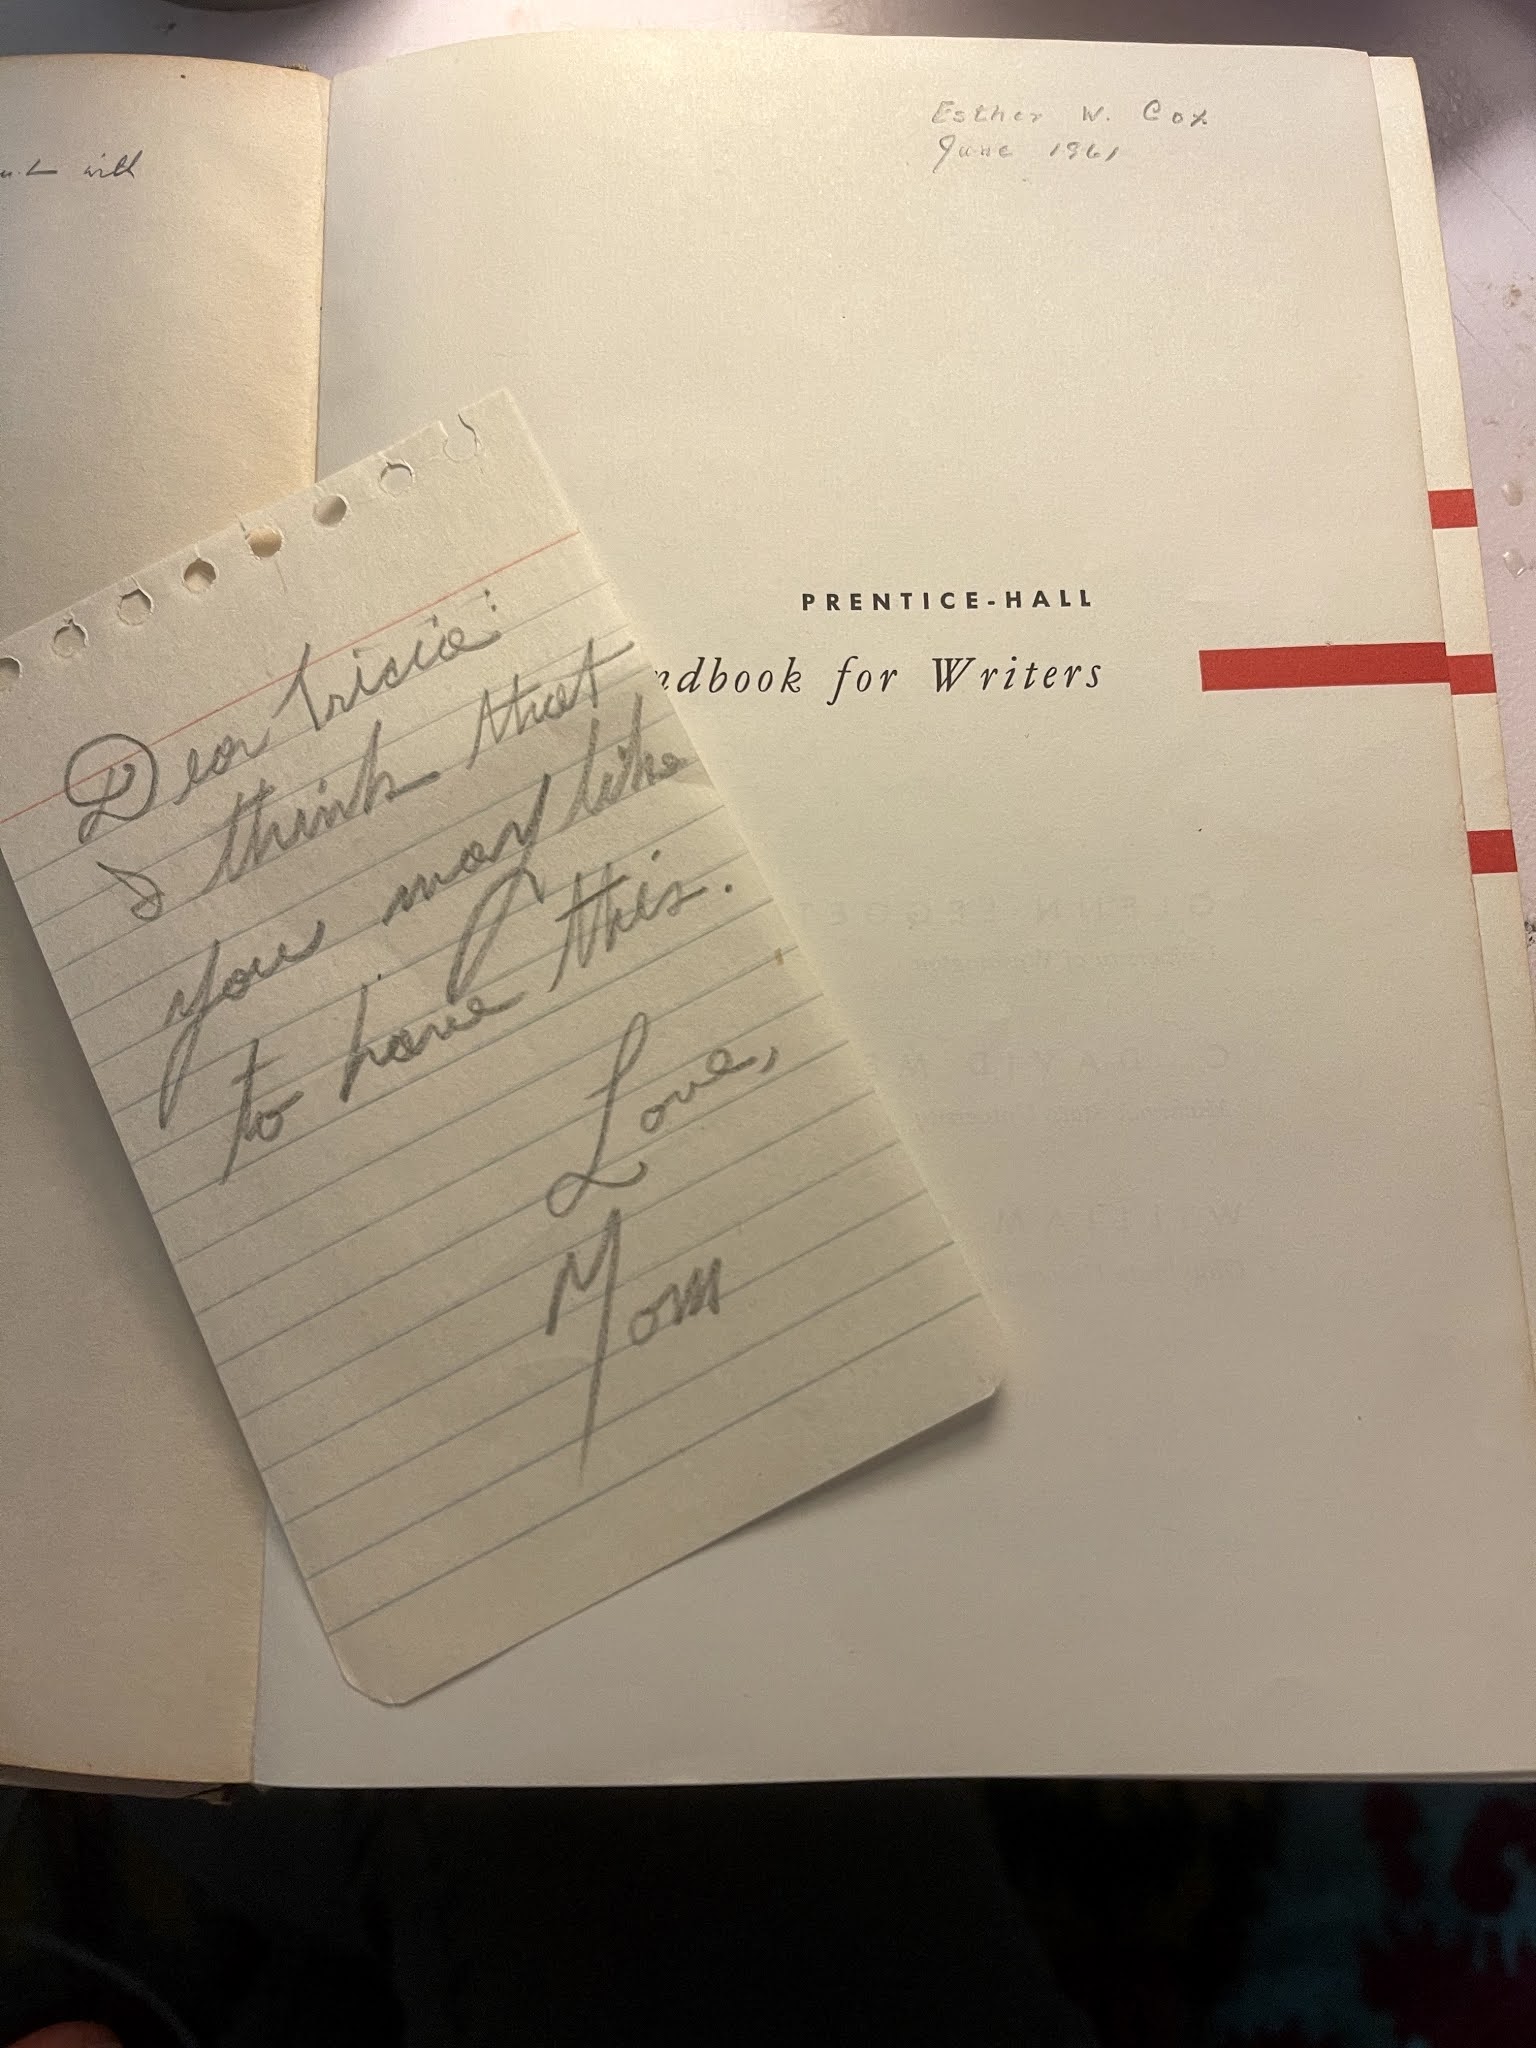 with
Esther W. Cox
June 1961
Dear Tricia:
I think that
you may like
to have this.
Love,
Mom
PRENTICE-HALL
ndbook for Writers